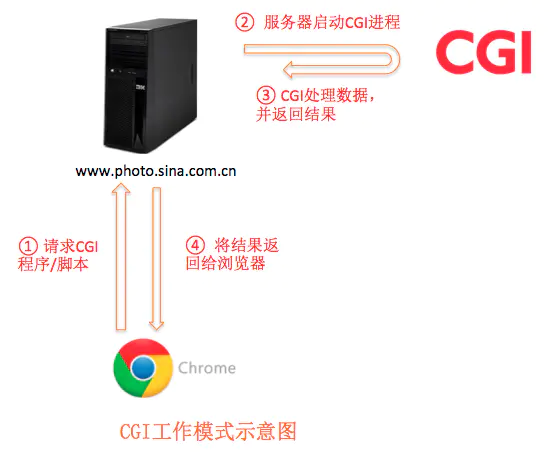 ② 服务器启动CGI进程
CGI
③ CGI处理数据，
并返回结果
IBM
www.photo.sina.com.cn
① 请求CGI
程序/脚本
④ 将结果返
回给浏览器
Chrome
CGI工作模式示意图